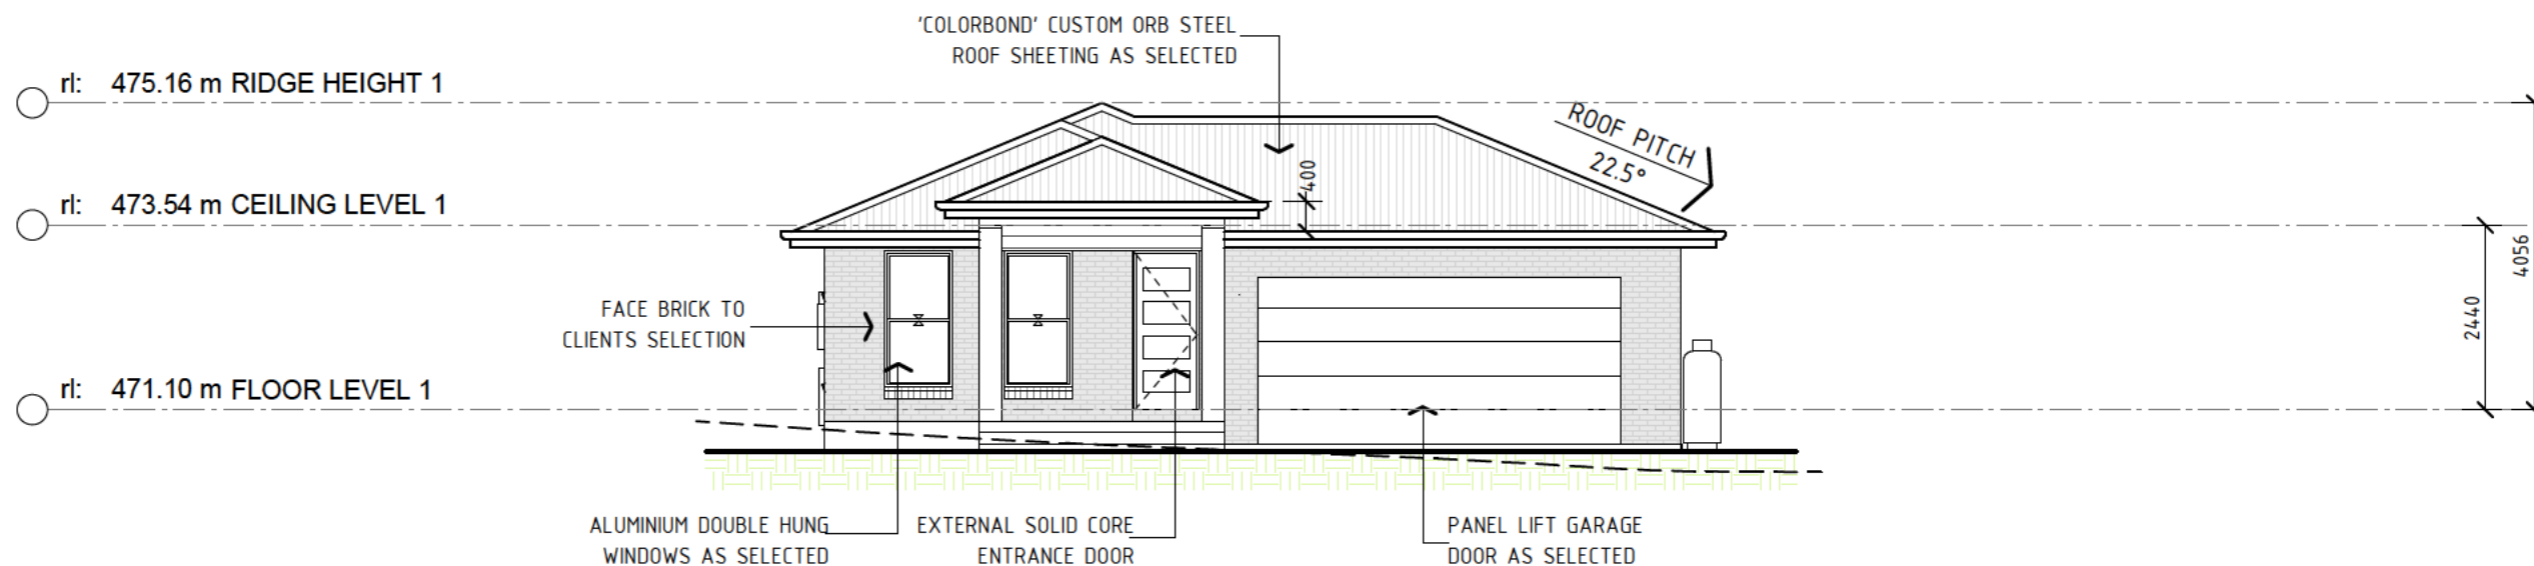 'COLORBOND' CUSTOM ORB STEEL
ROOF SHEETING AS SELECTED
rl: 475.16 m RIDGE HEIGHT 1
ROOF PITCH
22.5°
400
rl: 473.54 m CEILING LEVEL 1
4056
2440
FACE BRICK TO
CLIENTS SELECTION
rl: 471.10 m FLOOR LEVEL 1
ALUMINIUM DOUBLE HUNG
WINDOWS AS SELECTED
EXTERNAL SOLID CORE
ENTRANCE DOOR
PANEL LIFT GARAGE
DOOR AS SELECTED